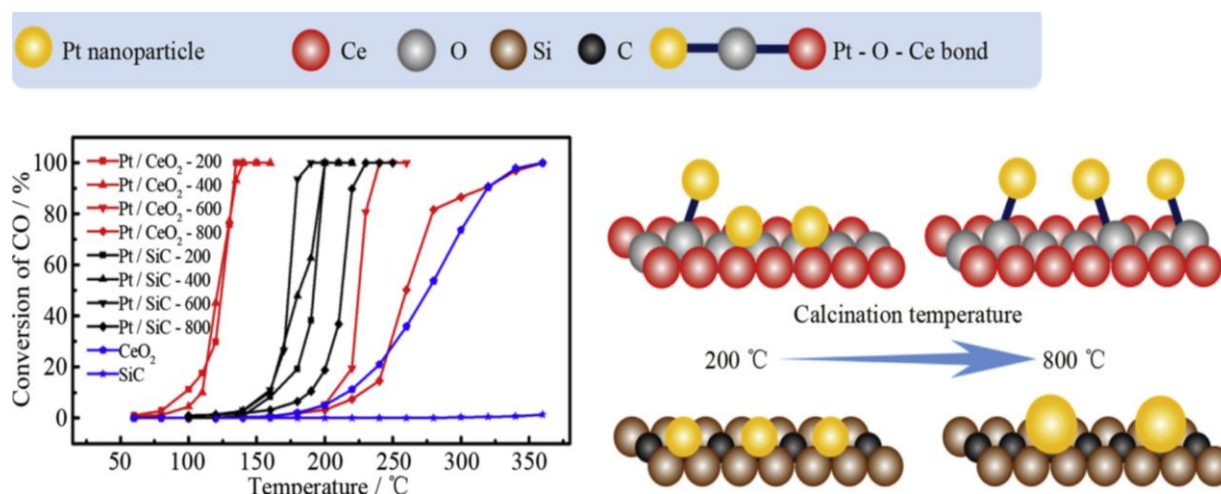 Pt nanoparticle Ce O Si C Pt - O - Ce bond
Conversion of CO / %
100
80
60
40
20
0
Pt / CeO₂ - 200
Pt / CeO₂ - 400
Pt / CeO₂ - 600
Pt / CeO₂ - 800
Pt / SiC - 200
Pt / SiC - 400
Pt / SiC - 600
Pt / SiC - 800
CeO₂
SiC
50 100 150 200 250 300 350
Temperature / ℃
Calcination temperature
200 ℃ 800 ℃